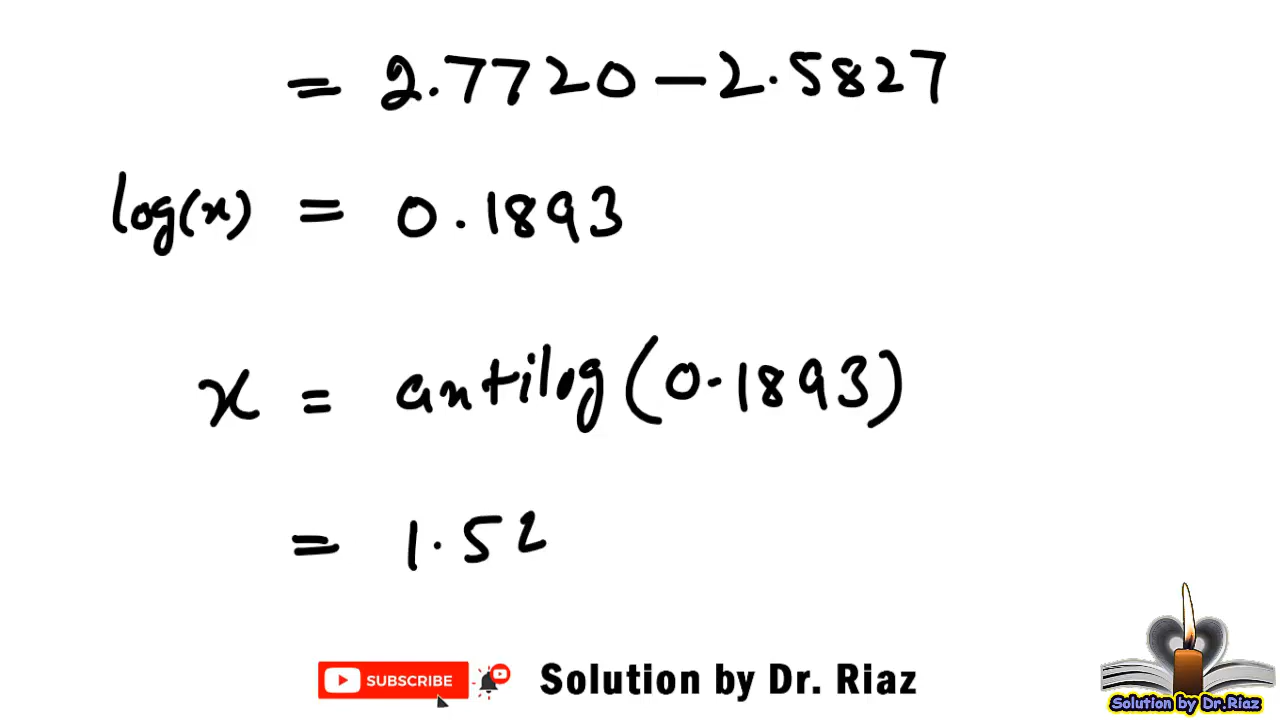 = 2.7720 - 2.5827
log(x) = 0.1893
x = antilog(0.1893)
= 1.52
SUBSCRIBE
Solution by Dr. Riaz
Solution by Dr.Riaz